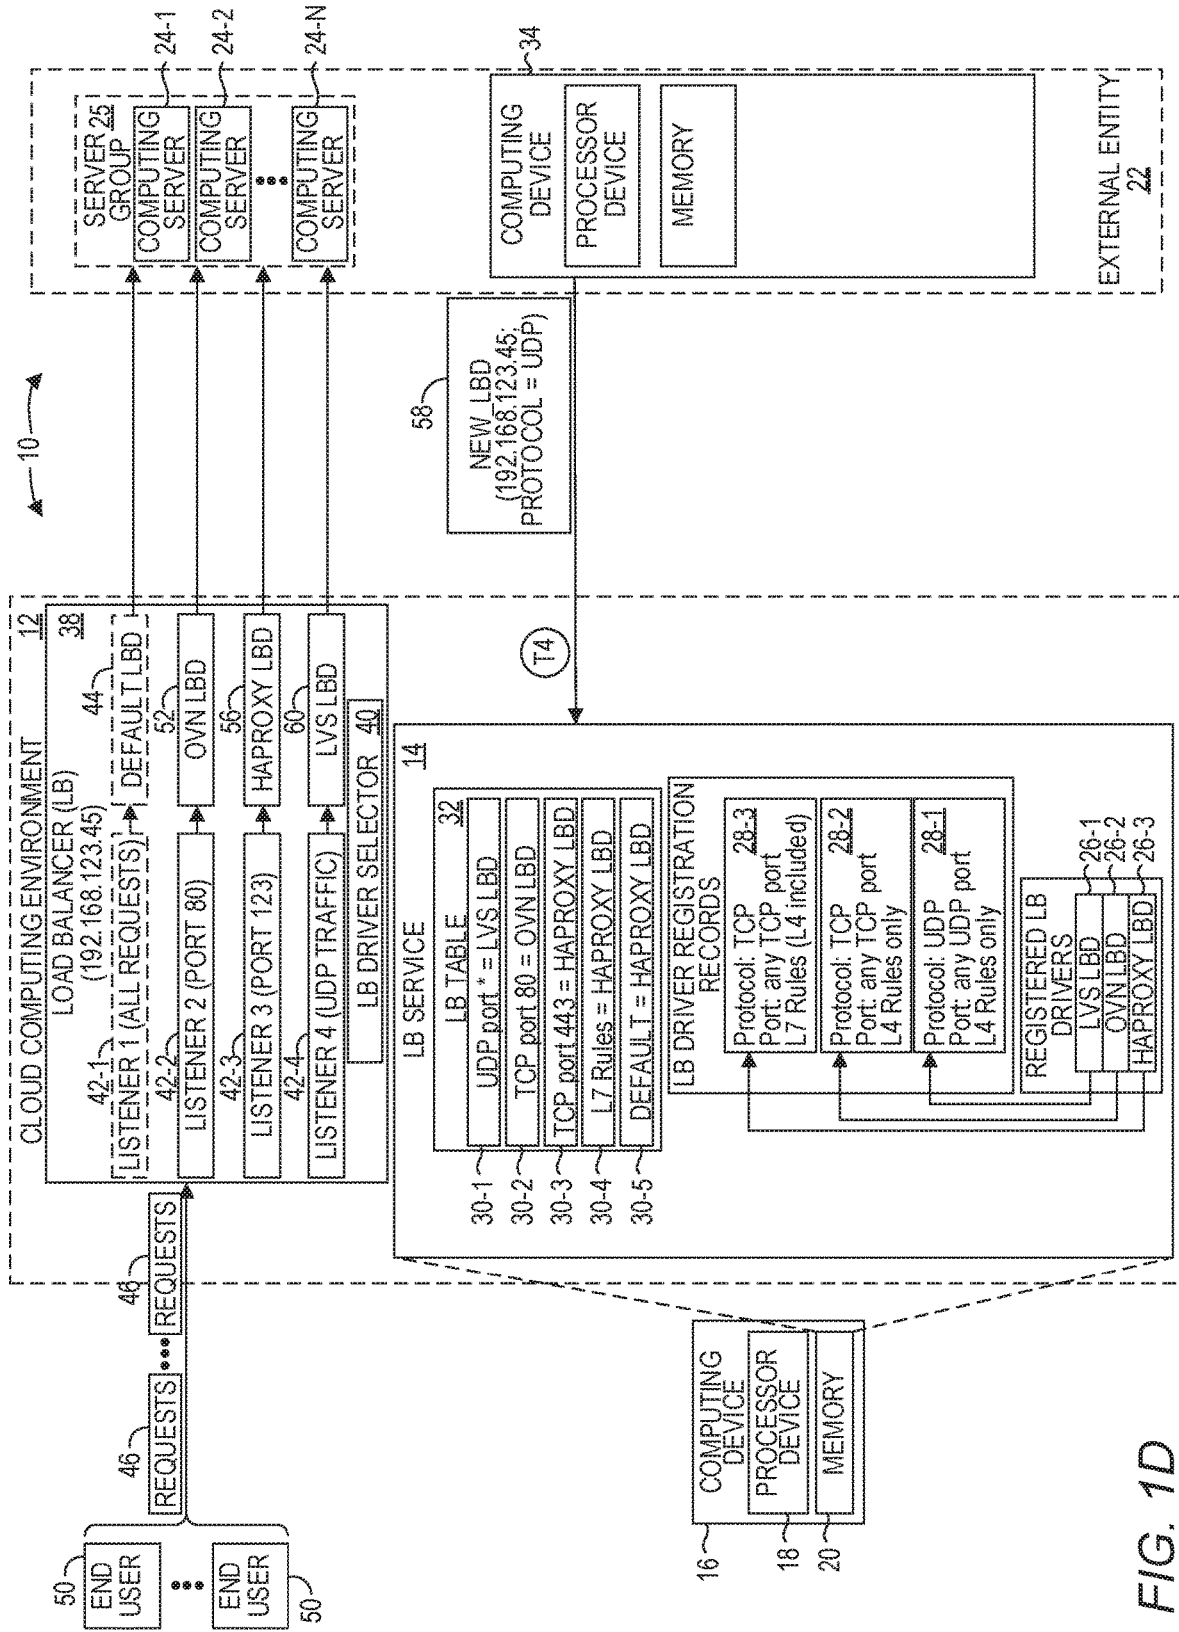 10
CLOUD COMPUTING ENVIRONMENT 12
LOAD BALANCER (LB) 38
(192.168.123.45)
42-1
LISTENER 1 (ALL REQUESTS)
44
DEFAULT LBD
42-2
LISTENER 2 (PORT 80)
52
OVN LBD
42-3
LISTENER 3 (PORT 123)
56
HAPROXY LBD
42-4
LISTENER 4 (UDP TRAFFIC)
60
LVS LBD
LB DRIVER SELECTOR 40
50
END
USER
END
USER
50
46
REQUESTS
46
REQUESTS
SERVER 25
GROUP
COMPUTING
SERVER
24-1
COMPUTING
SERVER
24-2
COMPUTING
SERVER
24-N
58
NEW_LBD
(192.168.123.45;
PROTOCOL = UDP)
T4
34
COMPUTING
DEVICE
PROCESSOR
DEVICE
MEMORY
EXTERNAL ENTITY
22
LB SERVICE 14
LB TABLE 32
30-1
UDP port * = LVS LBD
30-2
TCP port 80 = OVN LBD
30-3
TCP port 443 = HAPROXY LBD
30-4
L7 Rules = HAPROXY LBD
30-5
DEFAULT = HAPROXY LBD
LB DRIVER REGISTRATION
RECORDS
Protocol: TCP 28-3
Port: any TCP port
L7 Rules (L4 included)
Protocol: TCP 28-2
Port: any TCP port
L4 Rules only
Protocol: UDP 28-1
Port: any UDP port
L4 Rules only
REGISTERED LB
DRIVERS
LVS LBD
26-1
OVN LBD
26-2
HAPROXY LBD
26-3
16
COMPUTING
DEVICE
18
PROCESSOR
DEVICE
20
MEMORY
FIG. 1D